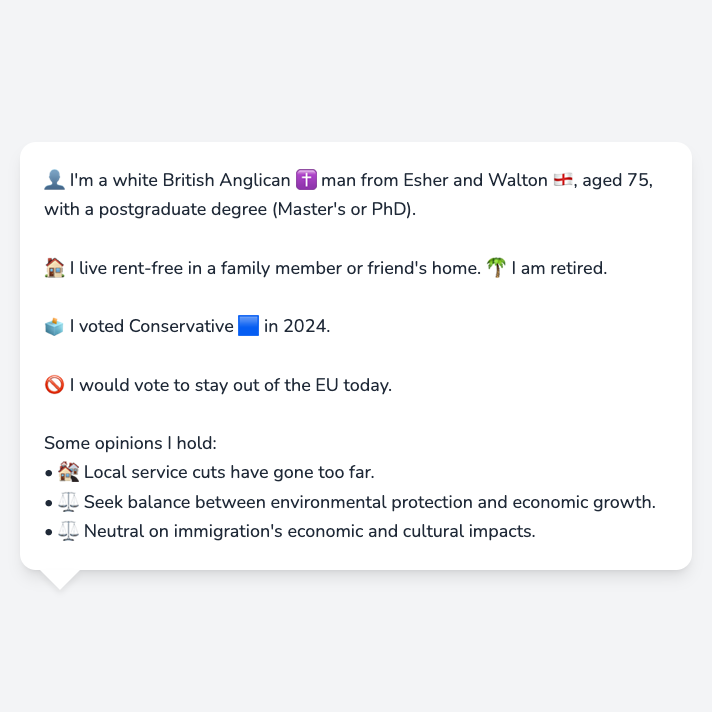 👤 I'm a white British Anglican ✝️ man from Esher and Walton 🏴󠁧󠁢󠁥󠁮󠁧󠁿, aged 75,
with a postgraduate degree (Master's or PhD).
🏠 I live rent-free in a family member or friend's home. 🌴 I am retired.
🗳️ I voted Conservative 🟦 in 2024.
🚫 I would vote to stay out of the EU today.
Some opinions I hold:
• 🏚️ Local service cuts have gone too far.
• ⚖️ Seek balance between environmental protection and economic growth.
• ⚖️ Neutral on immigration's economic and cultural impacts.